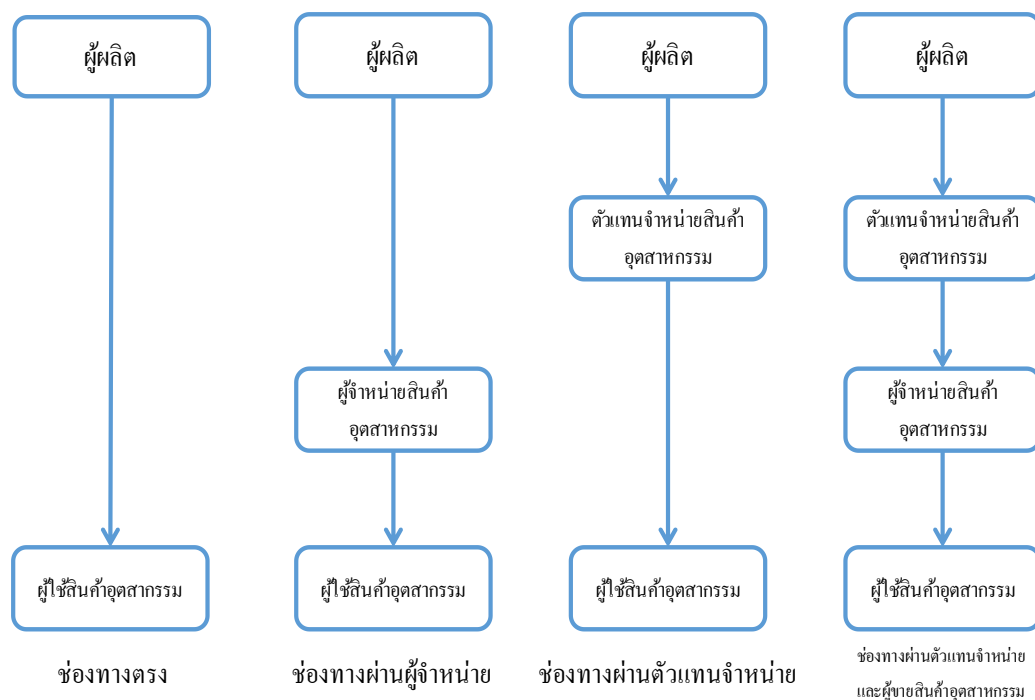 ผู้ผลิต
ผู้ผลิต
ผู้ผลิต
ผู้ผลิต
ตัวแทนจำหน่ายสินค้า
อุตสาหกรรม
ตัวแทนจำหน่ายสินค้า
อุตสาหกรรม
ผู้จำหน่ายสินค้า
อุตสาหกรรม
ผู้จำหน่ายสินค้า
อุตสาหกรรม
ผู้ใช้สินค้าอุตสากรรม
ผู้ใช้สินค้าอุตสากรรม
ผู้ใช้สินค้าอุตสากรรม
ผู้ใช้สินค้าอุตสากรรม
ช่องทางตรง
ช่องทางผ่านผู้จำหน่าย
ช่องทางผ่านตัวแทนจำหน่าย
ช่องทางผ่านตัวแทนจำหน่าย
และผู้ขายสินค้าอุตสาหกรรม